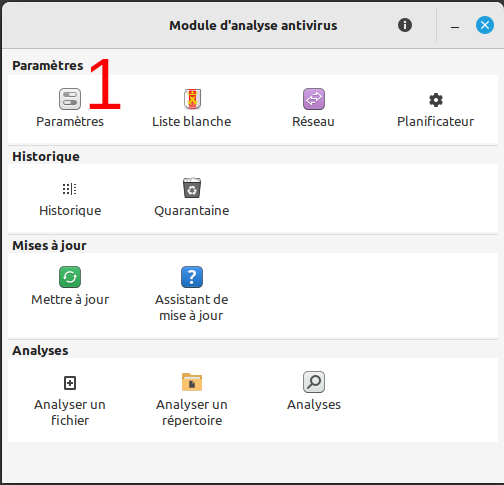 Module d'analyse antivirus
Paramètres
1
Paramètres
Liste blanche
Réseau
Planificateur
Historique
Historique
Quarantaine
Mises à jour
Mettre à jour
Assistant de
mise à jour
Analyses
Analyser un
fichier
Analyser un
répertoire
Analyses